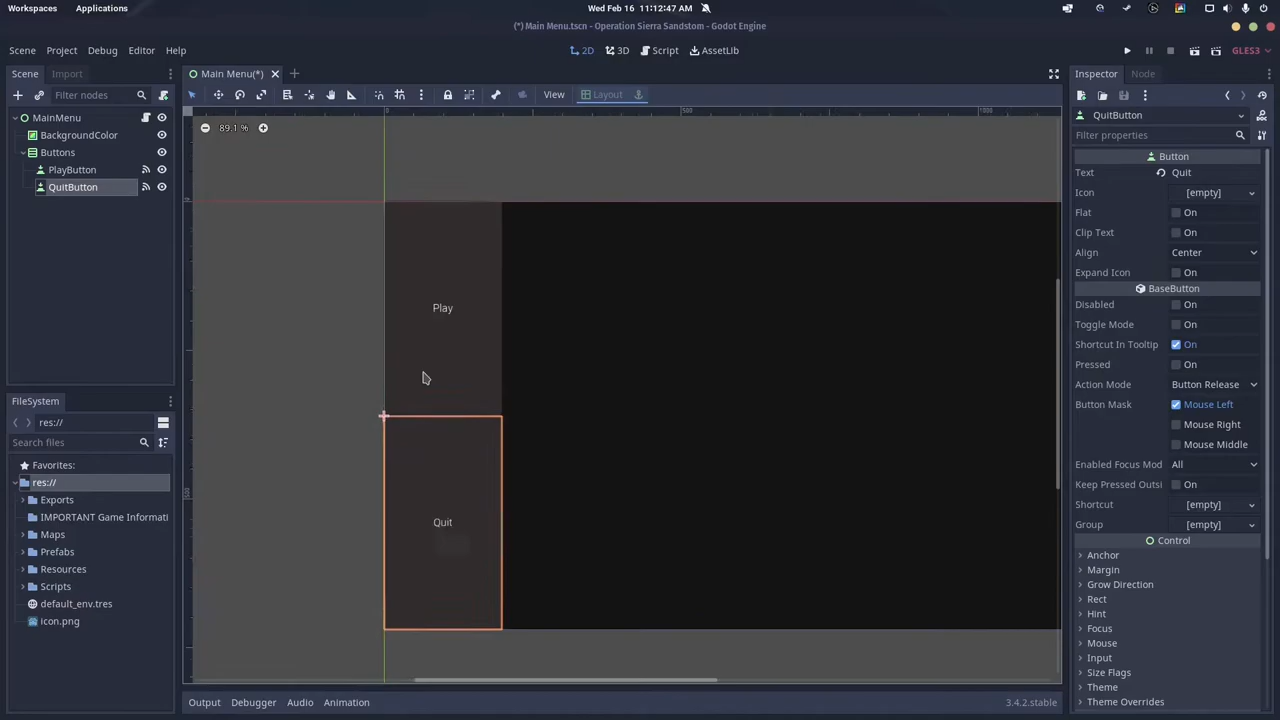 Workspaces Applications Wed Feb 16 11:12:47 AM
(*) Main Menu.tscn - Operation Sierra Sandstom - Godot Engine
Scene Project Debug Editor Help 2D 3D Script AssetLib GLES3
Scene Import
Filter nodes
MainMenu
BackgroundColor
Buttons
PlayButton
QuitButton
FileSystem
res://
Search files
Favorites:
res://
Exports
IMPORTANT Game Informati
Maps
Prefabs
Resources
Scripts
default_env.tres
icon.png
Main Menu(*)
View Layout
0 500 1000
89.1 %
0
500
Play
Quit
Output Debugger Audio Animation 3.4.2.stable
Inspector Node
QuitButton
Filter properties
Button
Text Quit
Icon [empty]
Flat On
Clip Text On
Align Center
Expand Icon On
BaseButton
Disabled On
Toggle Mode On
Shortcut In Tooltip On
Pressed On
Action Mode Button Release
Button Mask Mouse Left
Mouse Right
Mouse Middle
Enabled Focus Mod All
Keep Pressed Outsi On
Shortcut [empty]
Group [empty]
Control
Anchor
Margin
Grow Direction
Rect
Hint
Focus
Mouse
Input
Size Flags
Theme
Theme Overrides